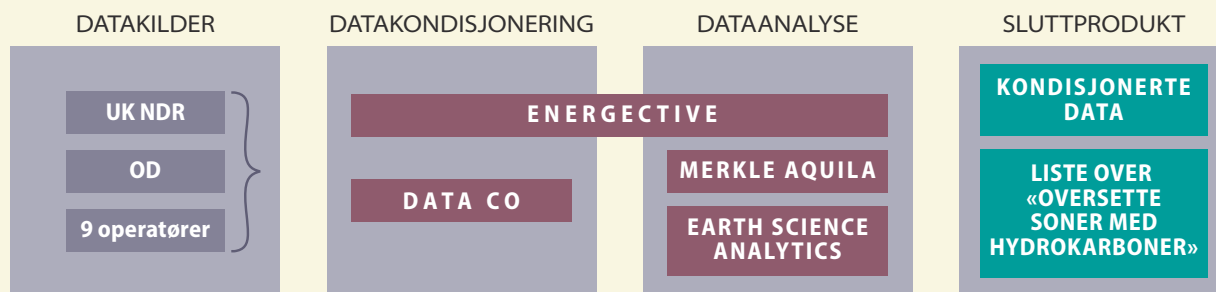 DATAKILDER
UK NDR
OD
9 operatører
DATAKONDISJONERING
DATAANALYSE
ENERGECTIVE
DATA CO
MERKLE AQUILA
EARTH SCIENCE
ANALYTICS
SLUTTPRODUKT
KONDISJONERTE
DATA
LISTE OVER
«OVERSETTE
SONER MED
HYDROKARBONER»